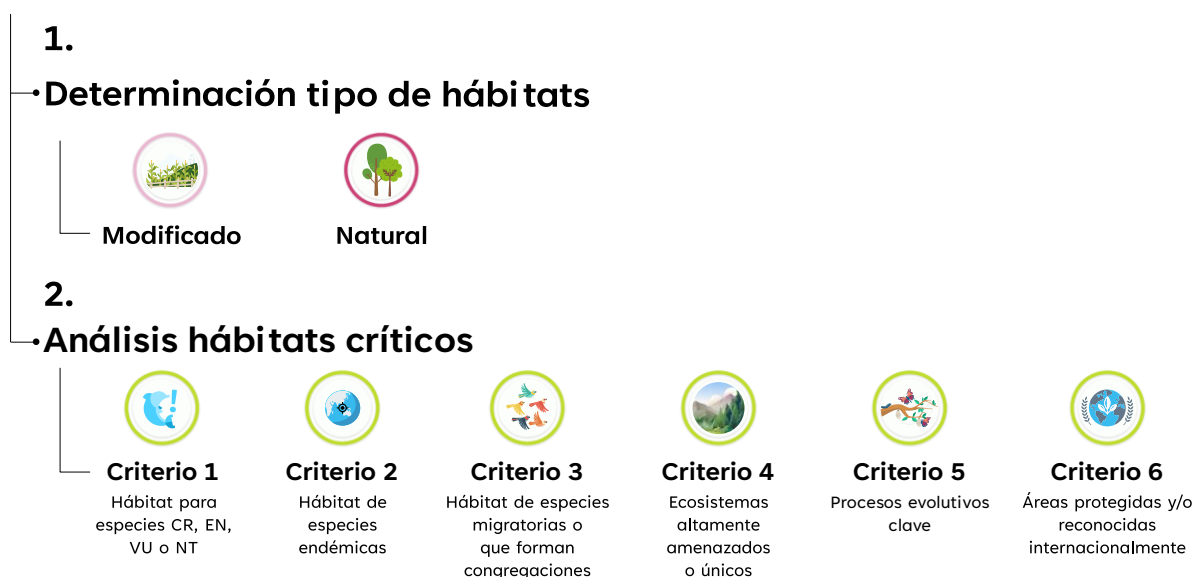 1.
Determinación tipo de hábitats
Modificado
Natural
2.
Análisis hábitats críticos
Criterio 1
Hábitat para
especies CR, EN,
VU o NT
Criterio 2
Hábitat de
especies
endémicas
Criterio 3
Hábitat de especies
migratorias o
que forman
congregaciones
Criterio 4
Ecosistemas
altamente
amenazados
o únicos
Criterio 5
Procesos evolutivos
clave
Criterio 6
Áreas protegidas y/o
reconocidas
internacionalmente